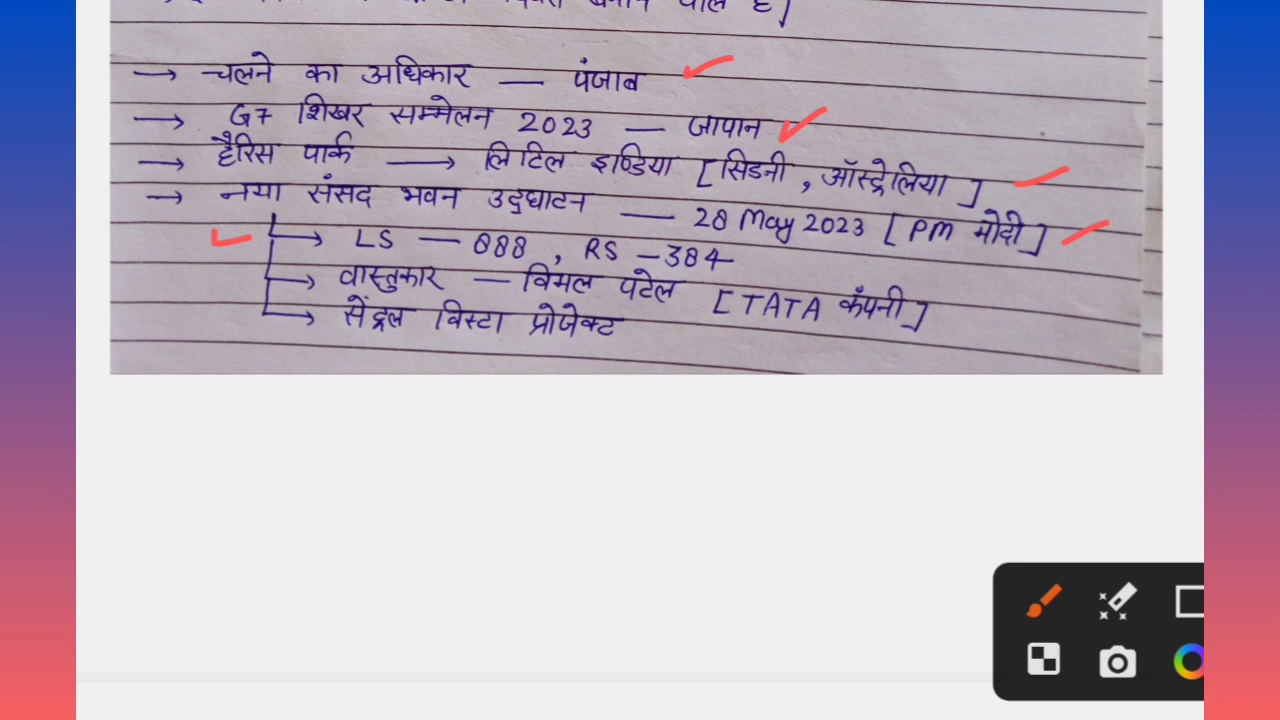 वाले है]
→ चलने का अधिकार — पंजाब
→ G7 शिखर सम्मेलन 2023 — जापान
→ हैरिस पार्क → लिटिल इण्डिया [सिडनी, ऑस्ट्रेलिया]
→ नया संसद भवन उद्घाटन — 28 May 2023 [PM मोदी]
→ LS — 888, RS - 384
→ वास्तुकार — विमल पटेल [TATA कंपनी]
→ सेंट्रल विस्टा प्रोजेक्ट